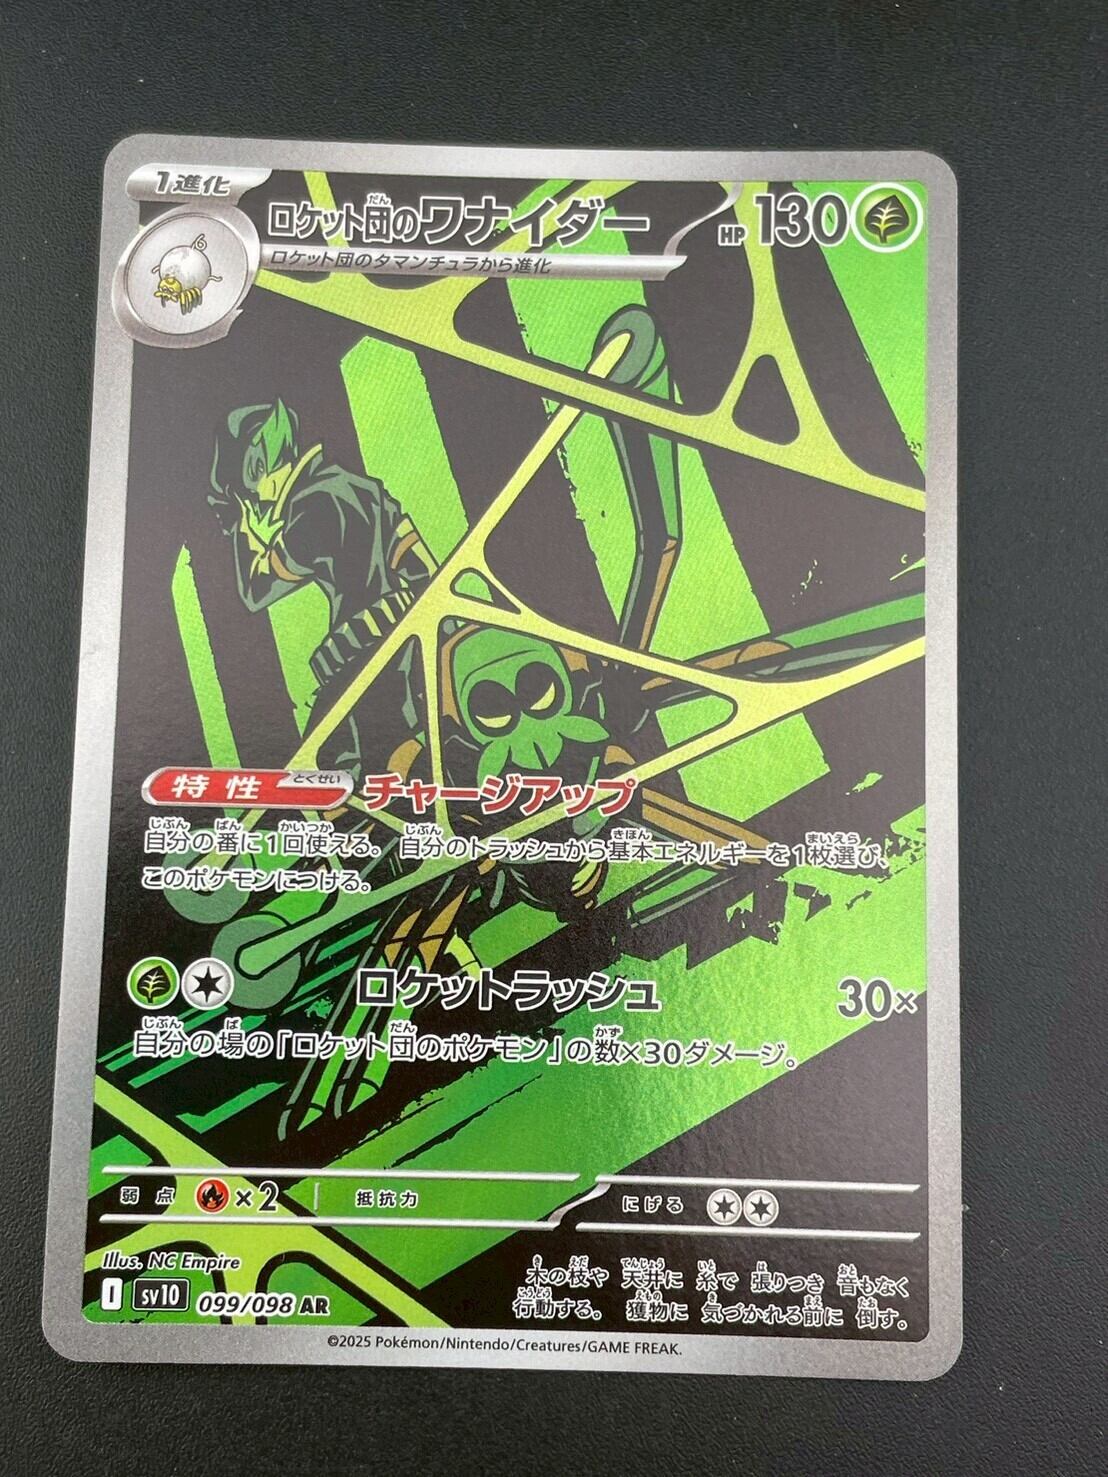 1進化
ロケット団のワナイダー HP 130
ロケット団のタマンチュラから進化
特性 とくせい チャージアップ
自分の番に1回使える。自分のトラッシュから基本エネルギーを1枚選び、
このポケモンにつける。
ロケットラッシュ 30×
自分の場の「ロケット団のポケモン」の数×30ダメージ。
弱点 ×2 抵抗力 にげる
Illus. NC Empire
I sv10 099/098 AR
木の枝や 天井に 糸で 張りつき 音もなく
行動する。 獲物に 気づかれる前に 倒す。
©2025 Pokémon/Nintendo/Creatures/GAME FREAK.